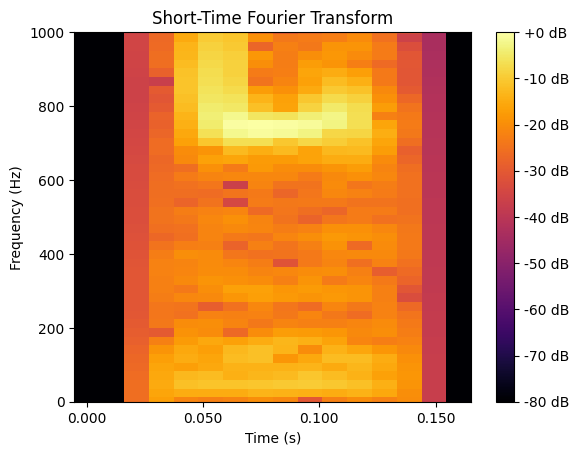 Short-Time Fourier Transform
1000
800
600
400
200
0
Frequency (Hz)
0.000
0.050
0.100
0.150
Time (s)
+0 dB
-10 dB
-20 dB
-30 dB
-40 dB
-50 dB
-60 dB
-70 dB
-80 dB